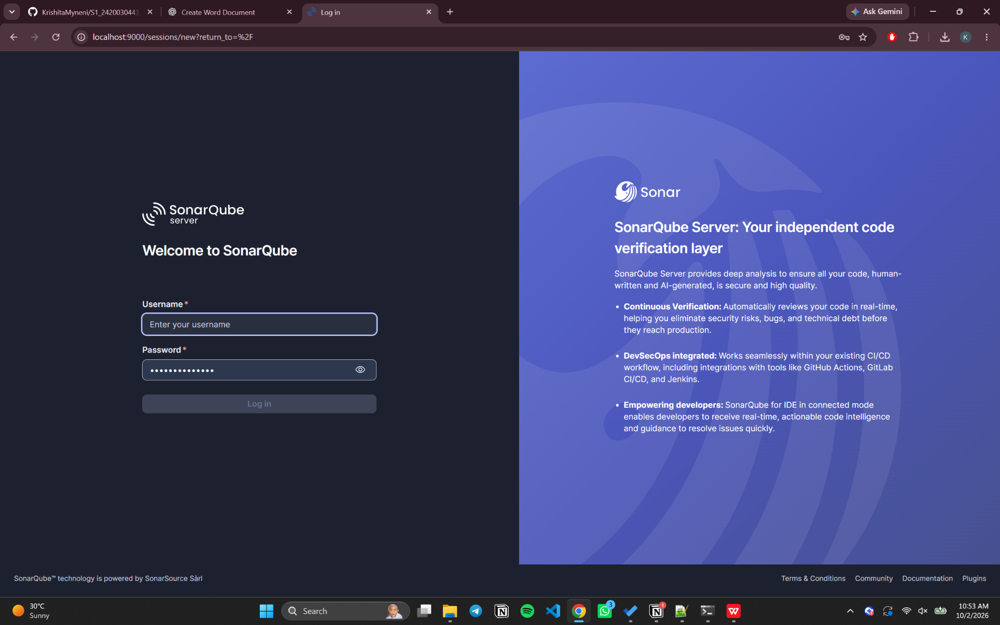 KrishitaMyneni/S1_2420030443
Create Word Document
Log in
Ask Gemini
localhost:9000/sessions/new?return_to=%2F
K
SonarQube
server
Welcome to SonarQube
Username *
Enter your username
Password *
Log in
Sonar
SonarQube Server: Your independent code
verification layer
SonarQube Server provides deep analysis to ensure all your code, human-
written and AI-generated, is secure and high quality.
• Continuous Verification: Automatically reviews your code in real-time,
helping you eliminate security risks, bugs, and technical debt before
they reach production.
• DevSecOps integrated: Works seamlessly within your existing CI/CD
workflow, including integrations with tools like GitHub Actions, GitLab
CI/CD, and Jenkins.
• Empowering developers: SonarQube for IDE in connected mode
enables developers to receive real-time, actionable code intelligence
and guidance to resolve issues quickly.
SonarQube™ technology is powered by SonarSource Sàrl
Terms & Conditions
Community
Documentation
Plugins
30°C
Sunny
Search
3
1
10:53 AM
10/2/2026